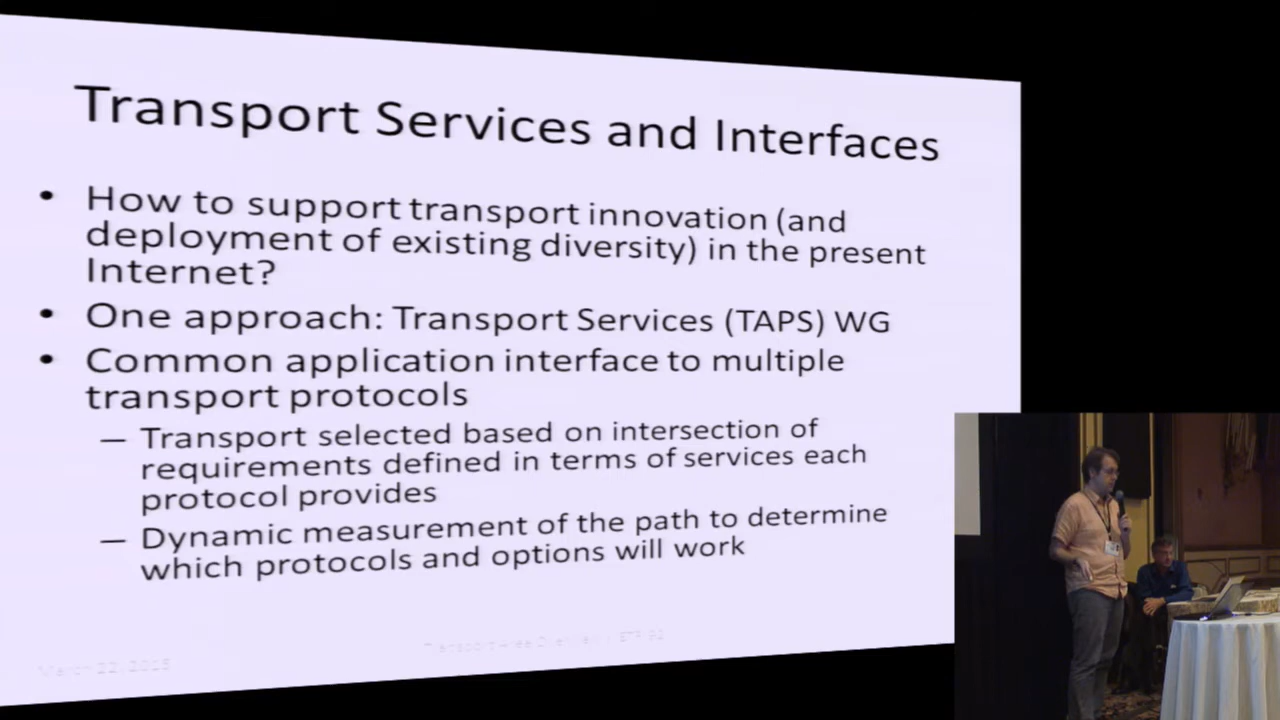 Transport Services and Interfaces
• How to support transport innovation (and
deployment of existing diversity) in the present
Internet?
• One approach: Transport Services (TAPS) WG
• Common application interface to multiple
transport protocols
– Transport selected based on intersection of
requirements defined in terms of services each
protocol provides
– Dynamic measurement of the path to determine
which protocols and options will work
March 22, 2015